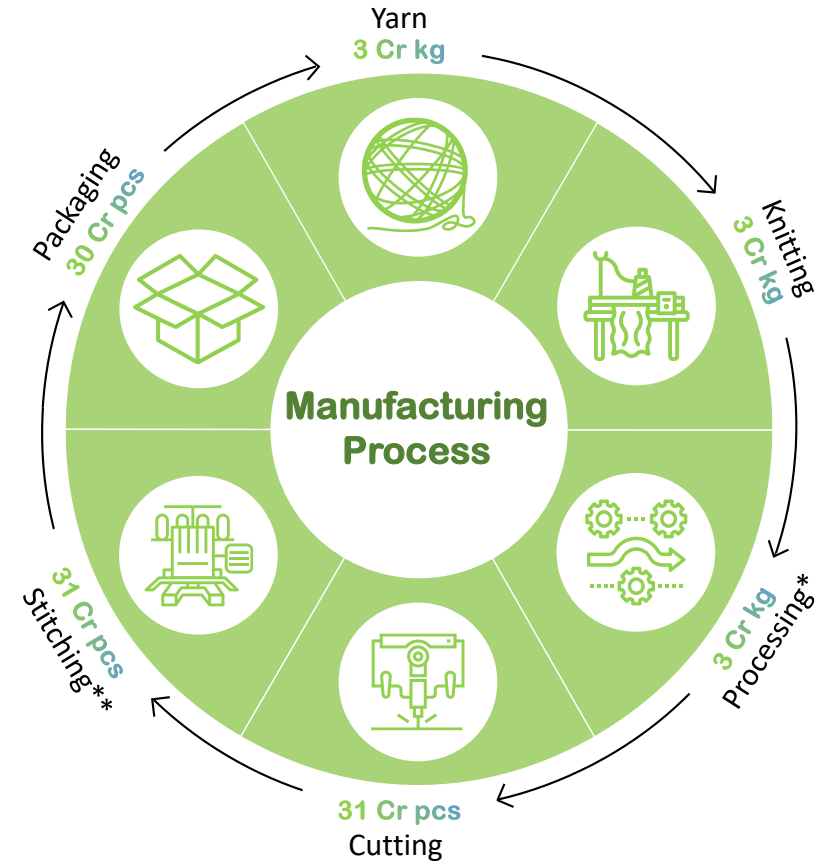 Yarn
3 Cr kg
Knitting
3 Cr kg
3 Cr kg
Processing*
31 Cr pcs
Cutting
31 Cr pcs
Stitching**
Packaging
30 Cr pcs
Manufacturing
Process